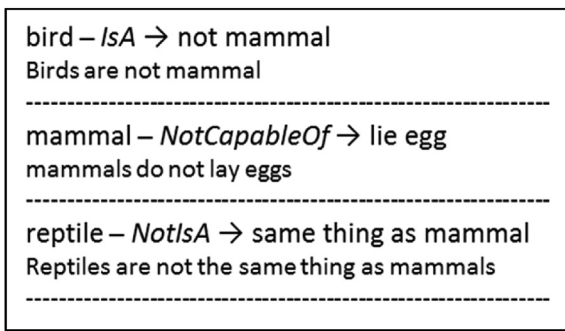 bird – IsA → not mammal
Birds are not mammal
mammal – NotCapableOf → lie egg
mammals do not lay eggs
reptile – NotIsA → same thing as mammal
Reptiles are not the same thing as mammals